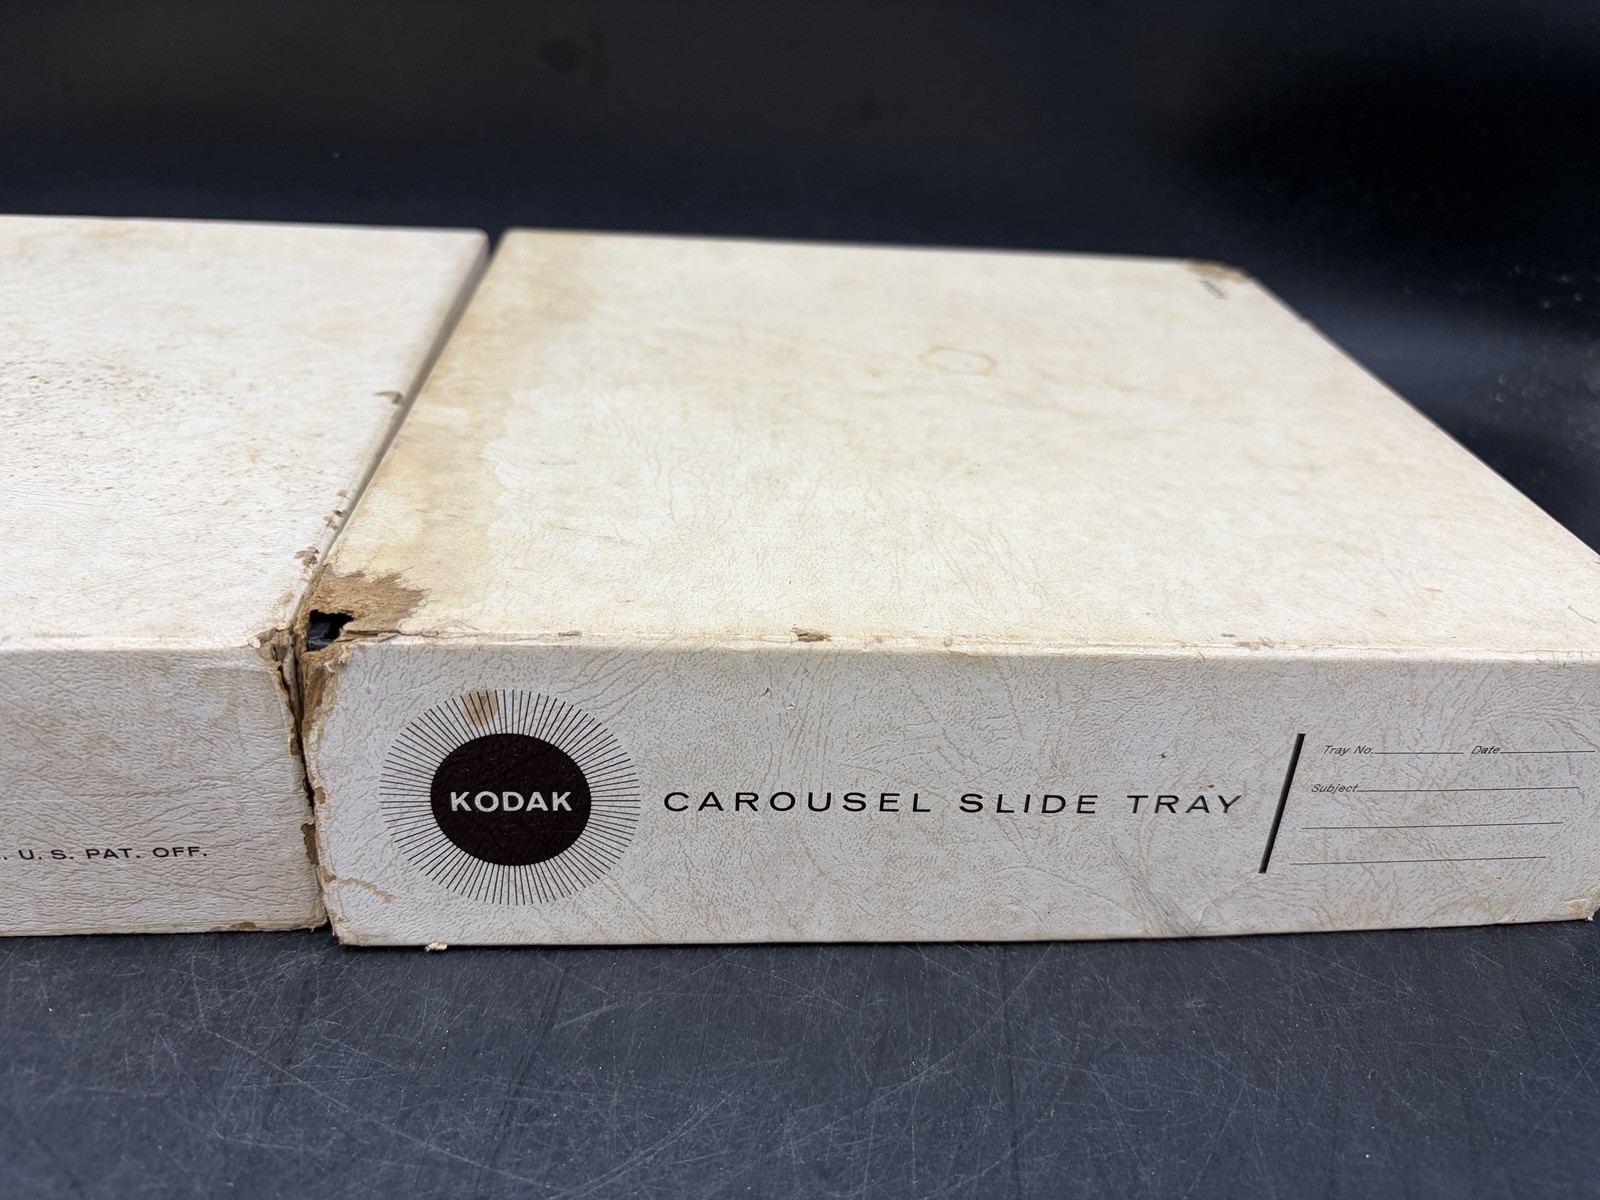 . U. S. PAT. OFF.
KODAK
CAROUSEL SLIDE TRAY
Tray No. Date
Subject